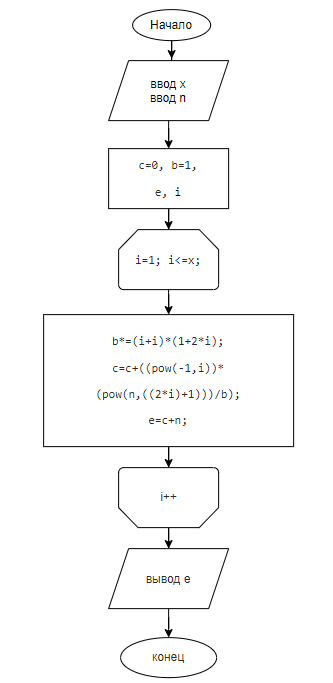 Начало
ввод x
ввод n
c=0, b=1,
e, i
i=1; i<=x;
b*=(i+i)*(1+2*i);
c=c+((pow(-1,i))*
(pow(n,((2*i)+1)))/b);
e=c+n;
i++
вывод e
конец